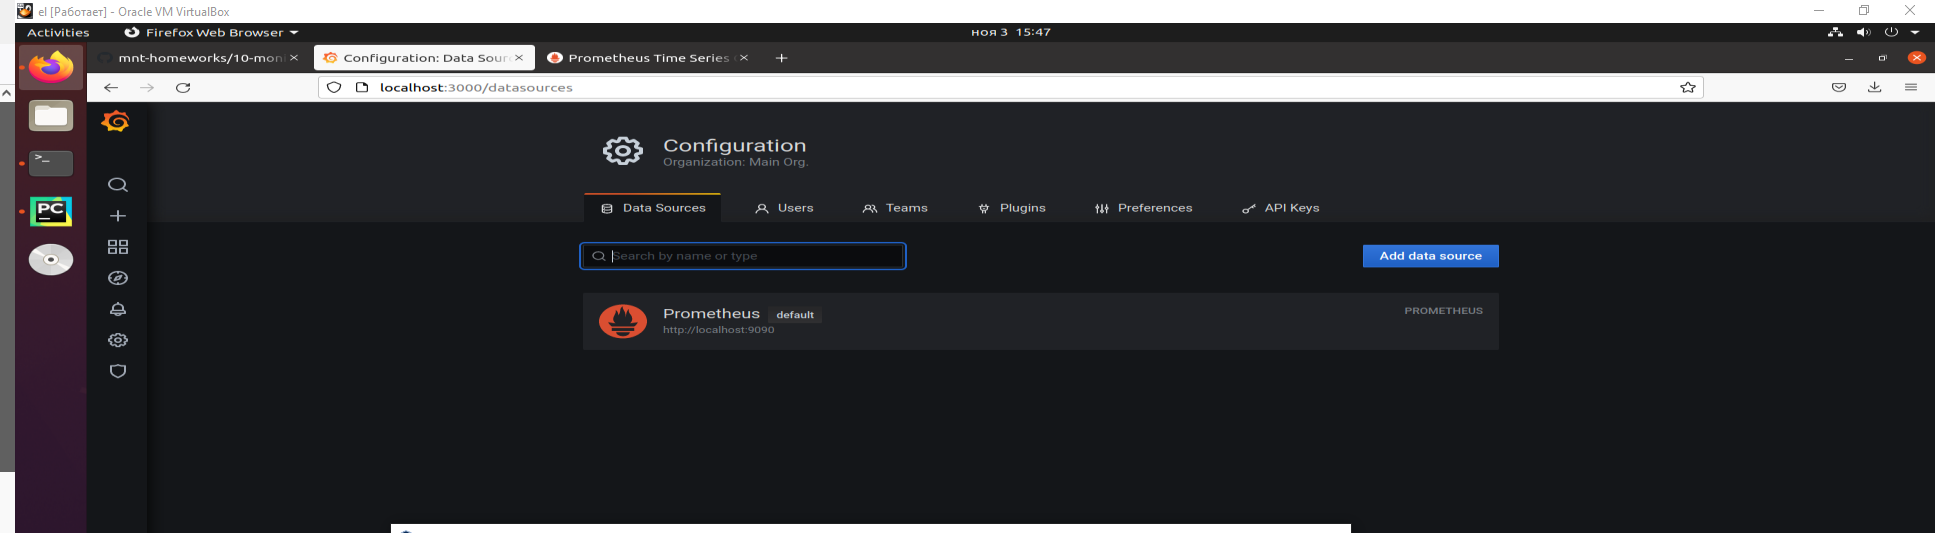 el [Работает] - Oracle VM VirtualBox
Activities
Firefox Web Browser
ноя 3 15:47
mnt-homeworks/10-moni
Configuration: Data Sour
Prometheus Time Series
localhost:3000/datasources
Configuration
Organization: Main Org.
Data Sources
Users
Teams
Plugins
Preferences
API Keys
Search by name or type
Add data source
Prometheus
default
PROMETHEUS
http://localhost:9090
>_
PC